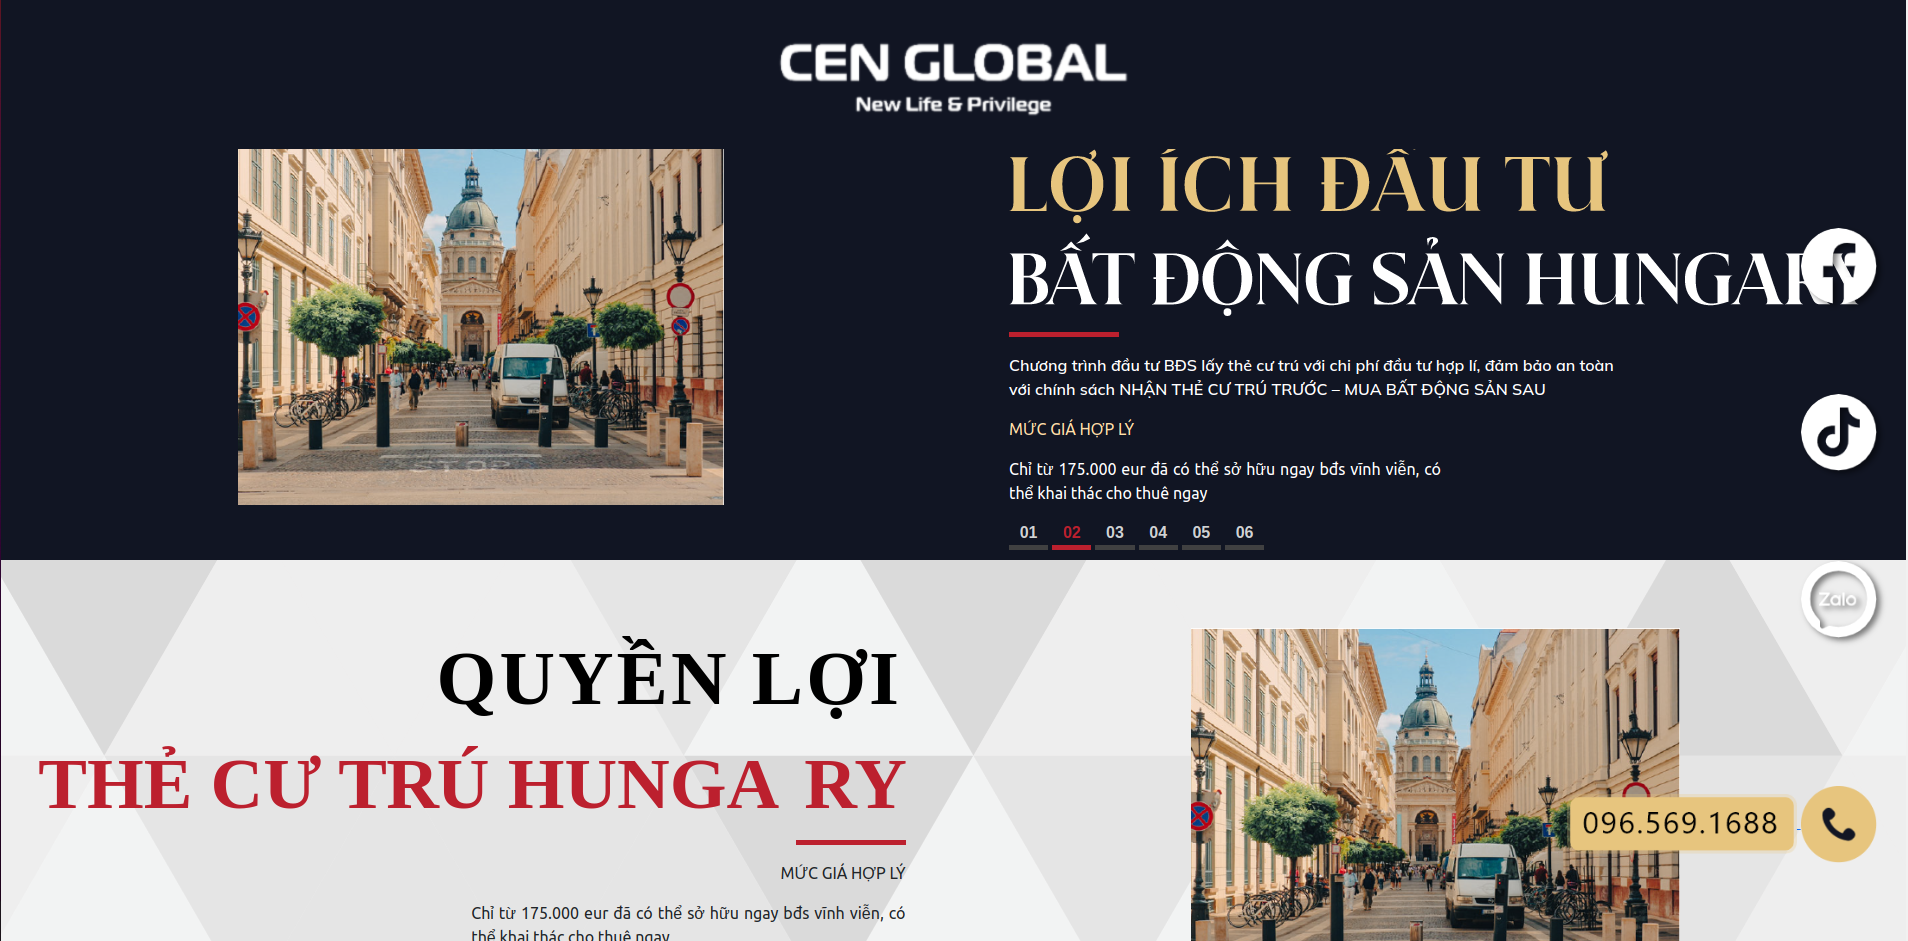 CEN GLOBAL
New Life & Privilege
LỢI ÍCH ĐẦU TƯ
BẤT ĐỘNG SẢN HUNGARY
Chương trình đầu tư BĐS lấy thẻ cư trú với chi phí đầu tư hợp lí, đảm bảo an toàn
với chính sách NHẬN THẺ CƯ TRÚ TRƯỚC – MUA BẤT ĐỘNG SẢN SAU
MỨC GIÁ HỢP LÝ
Chỉ từ 175.000 eur đã có thể sở hữu ngay bđs vĩnh viễn, có
thể khai thác cho thuê ngay
01 02 03 04 05 06
STOP
Zalo
QUYỀN LỢI
THẺ CƯ TRÚ HUNGA RY
096.569.1688
MỨC GIÁ HỢP LÝ
Chỉ từ 175.000 eur đã có thể sở hữu ngay bđs vĩnh viễn, có
thể khai thác cho thuê ngay